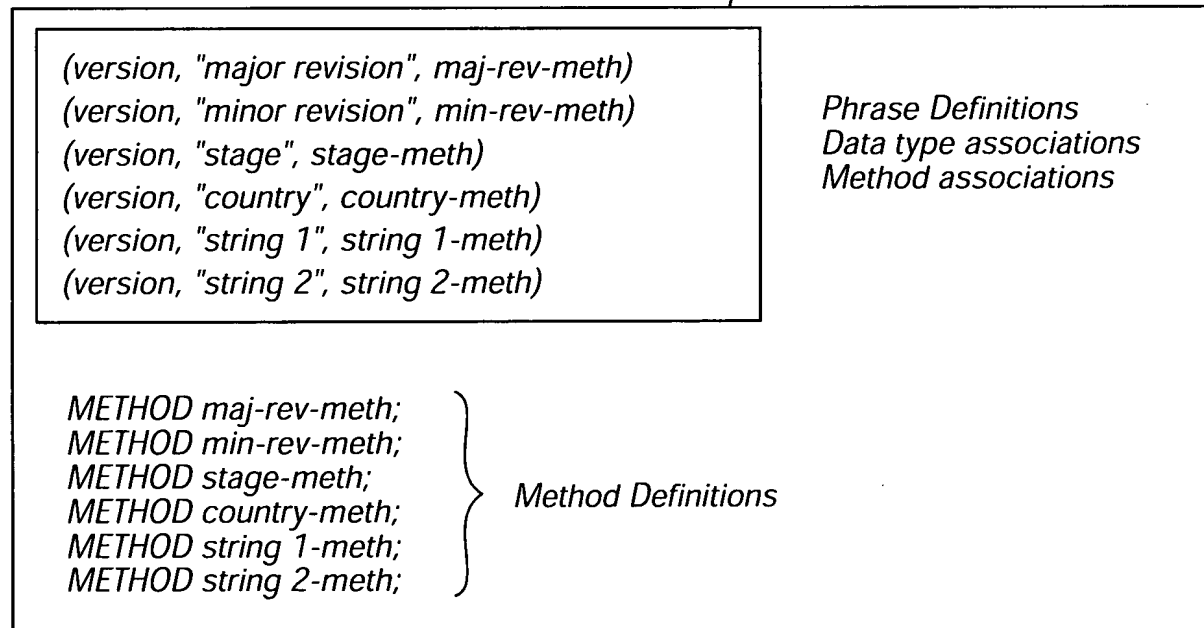 (version, "major revision", maj-rev-meth)
(version, "minor revision", min-rev-meth)
(version, "stage", stage-meth)
(version, "country", country-meth)
(version, "string 1", string 1-meth)
(version, "string 2", string 2-meth)
Phrase Definitions
Data type associations
Method associations
METHOD maj-rev-meth;
METHOD min-rev-meth;
METHOD stage-meth;
METHOD country-meth;
METHOD string 1-meth;
METHOD string 2-meth;
Method Definitions